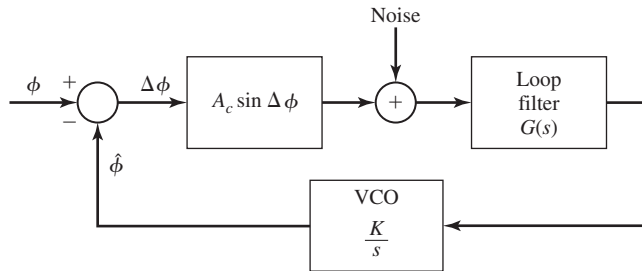 Noise
ϕ
+
−
Δϕ
A_c sin Δϕ
+
Loop
filter
G(s)
ϕ̂
VCO
K
s